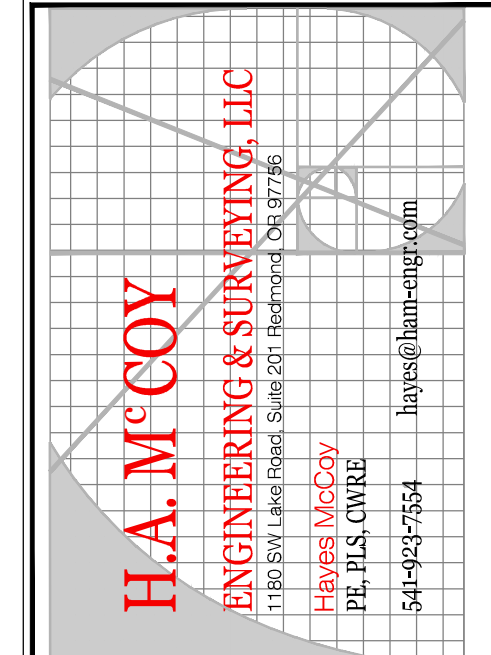 H.A. McCOY
ENGINEERING & SURVEYING, LLC
1180 SW Lake Road, Suite 201 Redmond, OR 97756
Hayes McCoy
PE, PLS, CWRE
541-923-7554 hayes@ham-engr.com